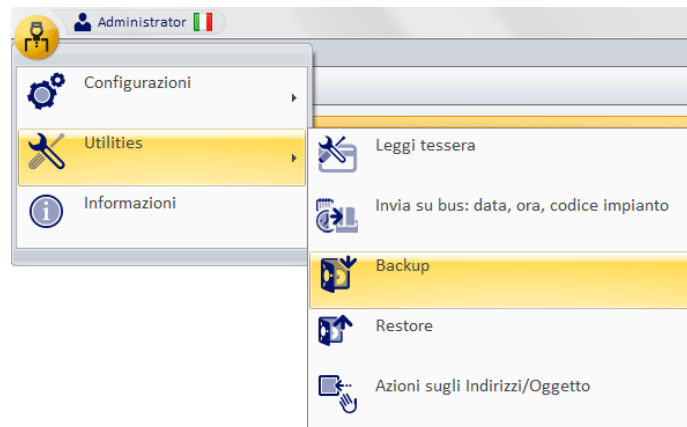 Administrator
Configurazioni
Utilities
Informazioni
Leggi tessera
Invia su bus: data, ora, codice impianto
Backup
Restore
Azioni sugli Indirizzi/Oggetto